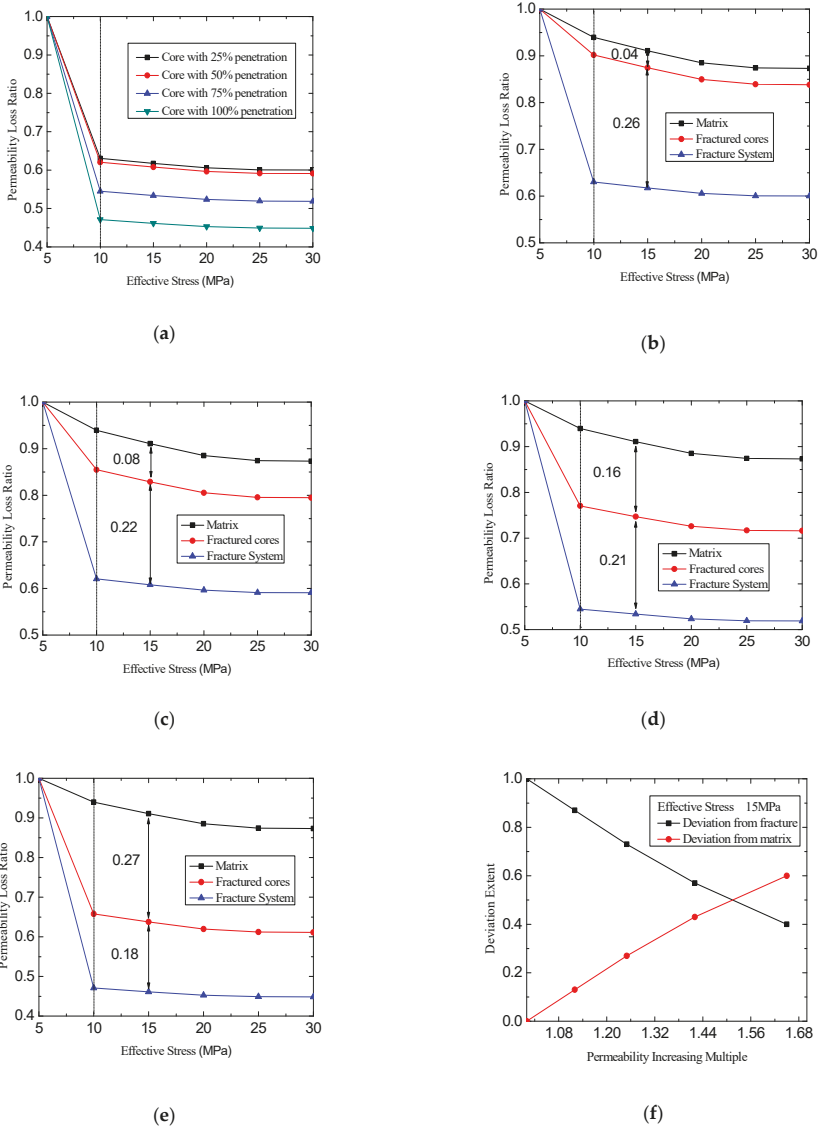 1.0
0.9
0.8
0.7
0.6
0.5
0.4
5 10 15 20 25 30
Permeability Loss Ratio
Effective Stress (MPa)
Core with 25% penetration
Core with 50% penetration
Core with 75% penetration
Core with 100% penetration
(a)
1.0
0.9
0.8
0.7
0.6
0.5
5 10 15 20 25 30
Permeability Loss Ratio
Effective Stress (MPa)
0.04
0.26
Matrix
Fractured cores
Fracture System
(b)
1.0
0.9
0.8
0.7
0.6
0.5
5 10 15 20 25 30
Permeability Loss Ratio
Effective Stress (MPa)
0.08
0.22
Matrix
Fractured cores
Fracture System
(c)
1.0
0.9
0.8
0.7
0.6
0.5
5 10 15 20 25 30
Permeability Loss Ratio
Effective Stress (MPa)
0.16
0.21
Matrix
Fractured cores
Fracture System
(d)
1.0
0.9
0.8
0.7
0.6
0.5
0.4
5 10 15 20 25 30
Permeability Loss Ratio
Effective Stress (MPa)
0.27
0.18
Matrix
Fractured cores
Fracture System
(e)
1.0
0.8
0.6
0.4
0.2
0.0
1.08 1.20 1.32 1.44 1.56 1.68
Deviation Extent
Permeability Increasing Multiple
Effective Stress 15MPa
Deviation from fracture
Deviation from matrix
(f)